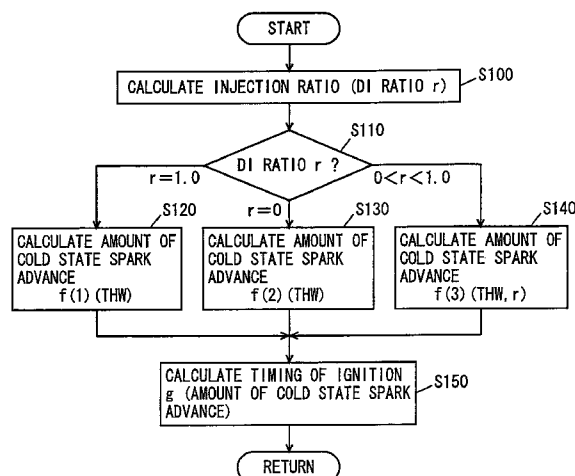 START
S100
CALCULATE INJECTION RATIO (DI RATIO r)
S110
DI RATIO r ?
r=1.0
r=0
0<r<1.0
S120
CALCULATE AMOUNT OF
COLD STATE SPARK
ADVANCE
f(1)(THW)
S130
CALCULATE AMOUNT OF
COLD STATE SPARK
ADVANCE
f(2)(THW)
S140
CALCULATE AMOUNT OF
COLD STATE SPARK
ADVANCE
f(3)(THW, r)
CALCULATE TIMING OF IGNITION
g (AMOUNT OF COLD STATE SPARK
ADVANCE)
S150
RETURN